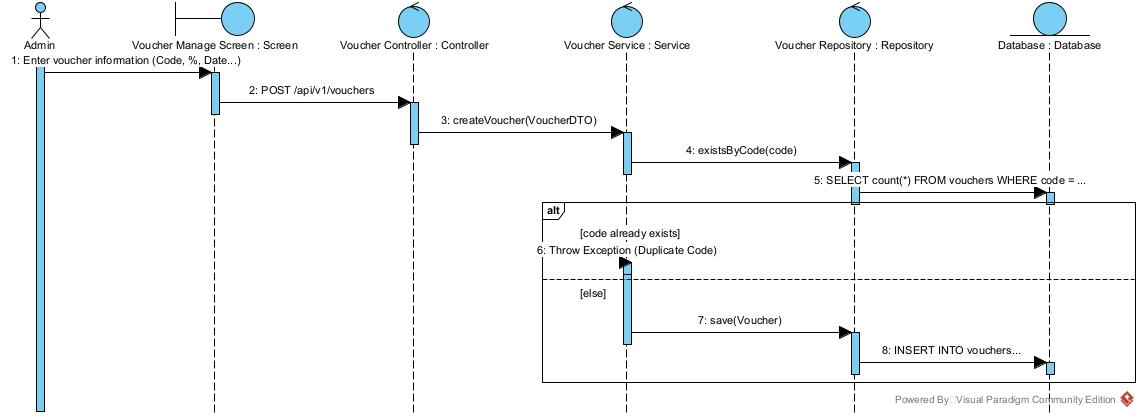 Admin
Voucher Manage Screen : Screen
Voucher Controller : Controller
Voucher Service : Service
Voucher Repository : Repository
Database : Database
1: Enter voucher information (Code, %, Date...)
2: POST /api/v1/vouchers
3: createVoucher(VoucherDTO)
4: existsByCode(code)
5: SELECT count(*) FROM vouchers WHERE code = ...
alt
[code already exists]
6: Throw Exception (Duplicate Code)
[else]
7: save(Voucher)
8: INSERT INTO vouchers...
Powered By Visual Paradigm Community Edition